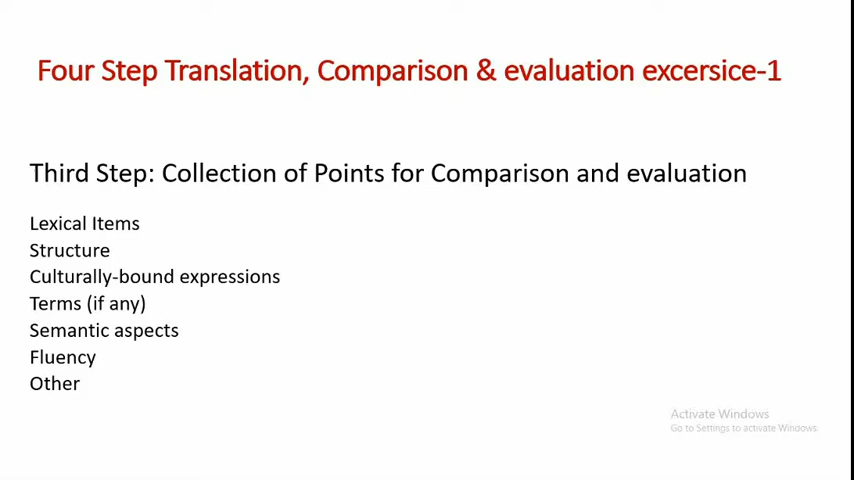 Four Step Translation, Comparison & evaluation excersice-1
Third Step: Collection of Points for Comparison and evaluation
Lexical Items
Structure
Culturally-bound expressions
Terms (if any)
Semantic aspects
Fluency
Other
Activate Windows
Go to Settings to activate Windows.